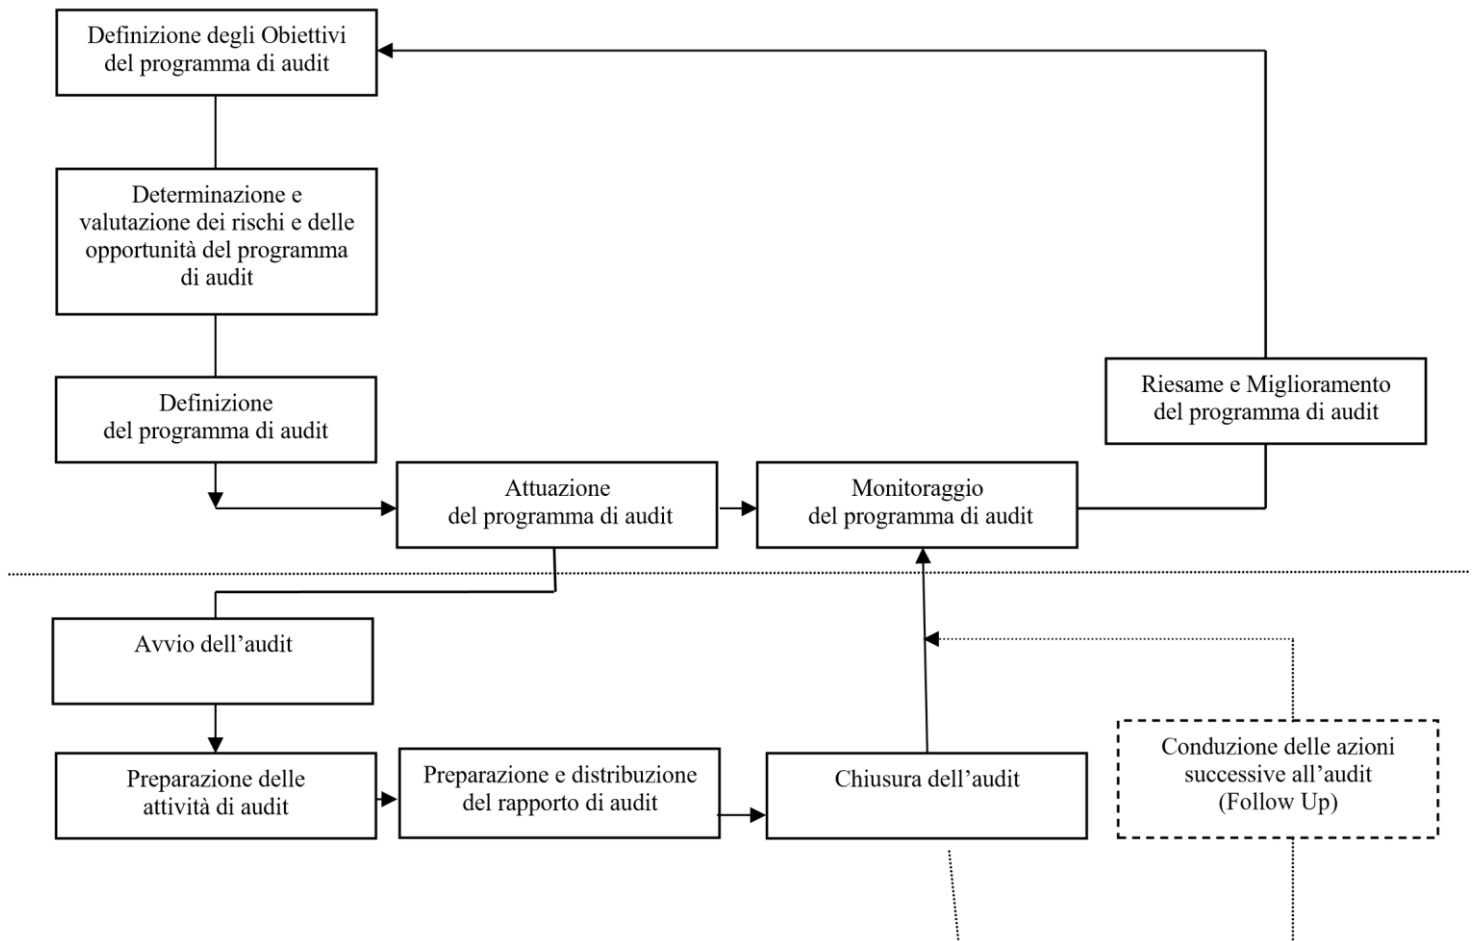 Definizione degli Obiettivi
del programma di audit
Determinazione e
valutazione dei rischi e delle
opportunità del programma
di audit
Definizione
del programma di audit
Riesame e Miglioramento
del programma di audit
Attuazione
del programma di audit
Monitoraggio
del programma di audit
Avvio dell’audit
Preparazione delle
attività di audit
Preparazione e distribuzione
del rapporto di audit
Chiusura dell’audit
Conduzione delle azioni
successive all’audit
(Follow Up)